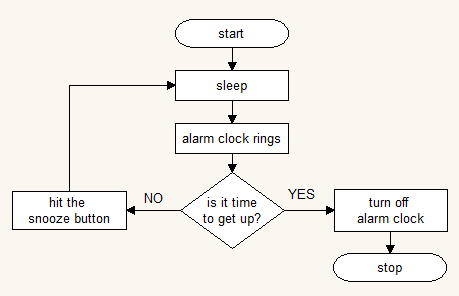 start
sleep
alarm clock rings
is it time
to get up?
NO
YES
hit the
snooze button
turn off
alarm clock
stop